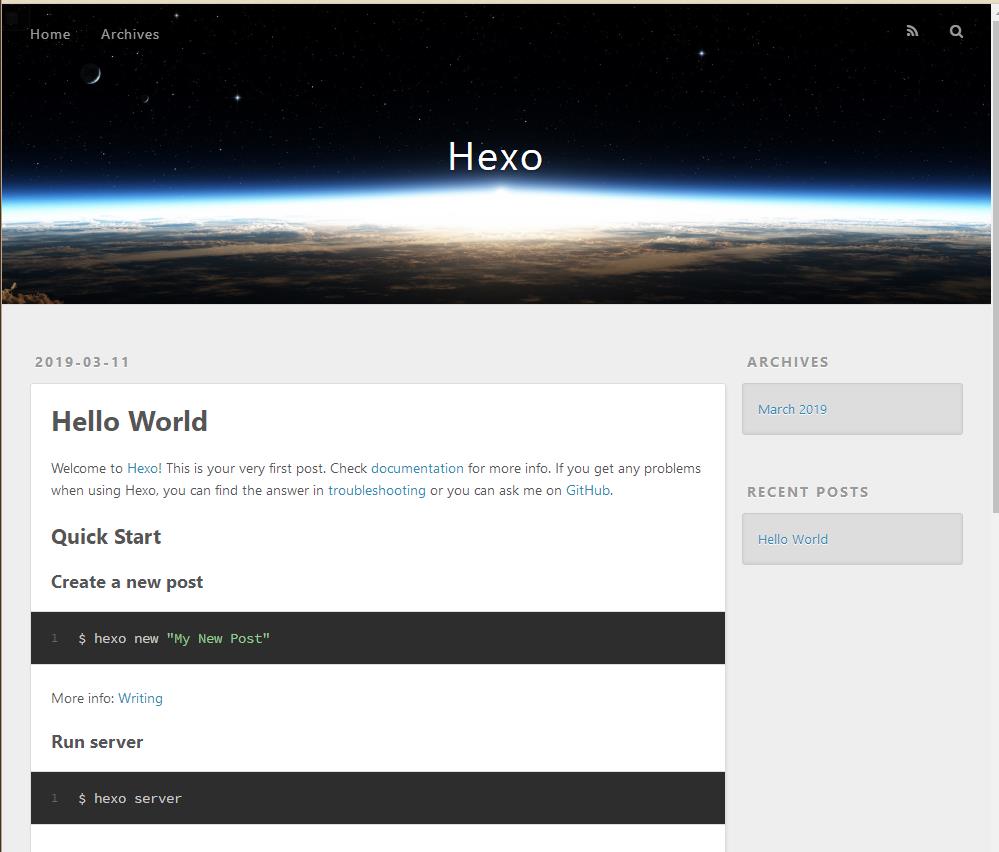 Home Archives
Hexo
2019-03-11
Hello World
Welcome to Hexo! This is your very first post. Check documentation for more info. If you get any problems
when using Hexo, you can find the answer in troubleshooting or you can ask me on GitHub.
Quick Start
Create a new post
1 $ hexo new "My New Post"
More info: Writing
Run server
1 $ hexo server
ARCHIVES
March 2019
RECENT POSTS
Hello World